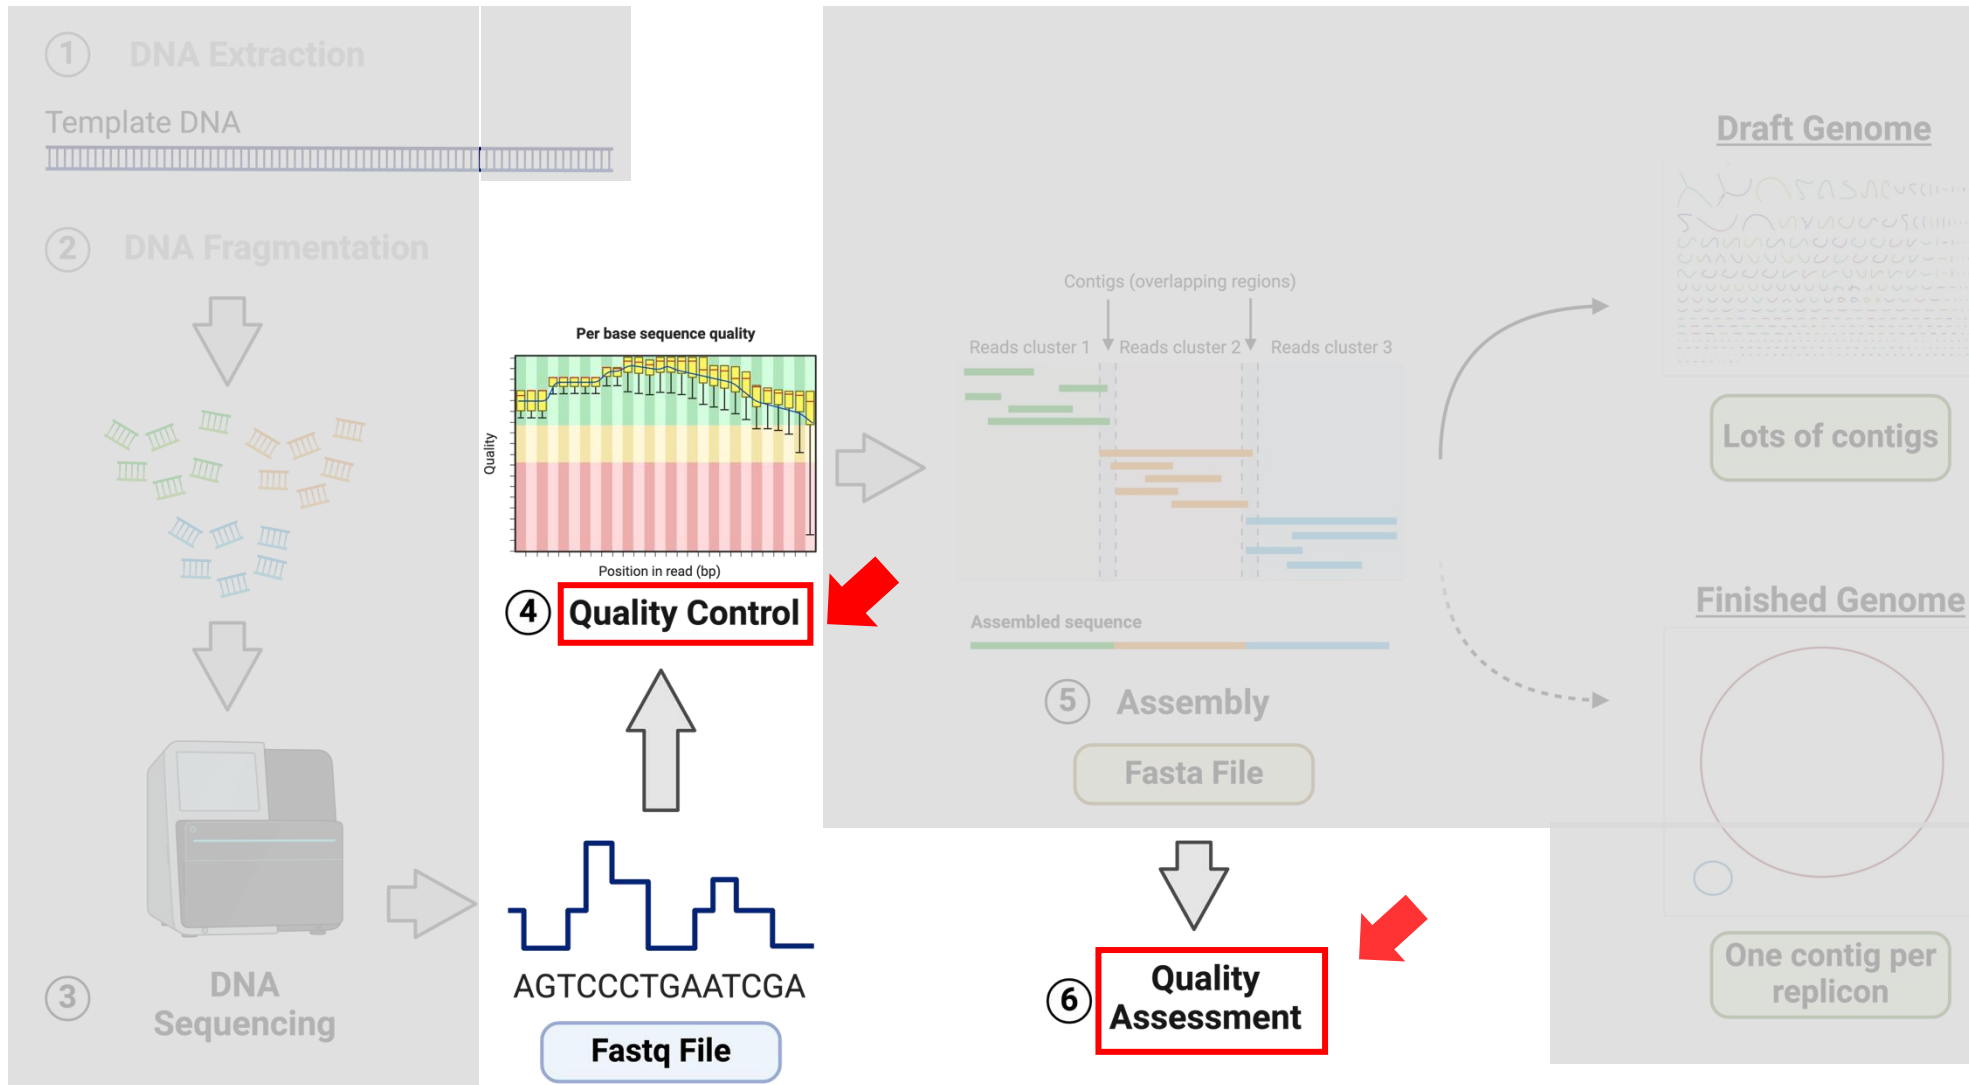 1 DNA Extraction
Template DNA
2 DNA Fragmentation
3 DNA
Sequencing
Per base sequence quality
Quality
Position in read (bp)
4 Quality Control
AGTCCCTGAATCGA
Fastq File
Contigs (overlapping regions)
Reads cluster 1 Reads cluster 2 Reads cluster 3
Assembled sequence
5 Assembly
Fasta File
6 Quality
Assessment
Draft Genome
Lots of contigs
Finished Genome
One contig per
replicon